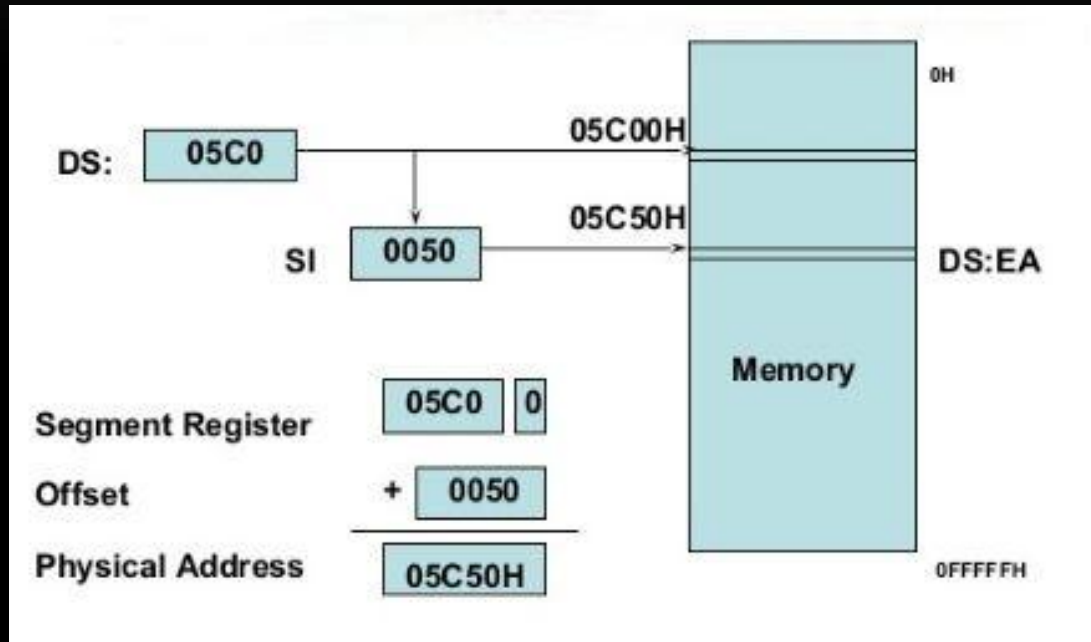 0H
05C00H
DS: 05C0
05C50H
SI 0050
DS:EA
Memory
Segment Register 05C0 0
Offset + 0050
Physical Address 05C50H
0FFFFFH